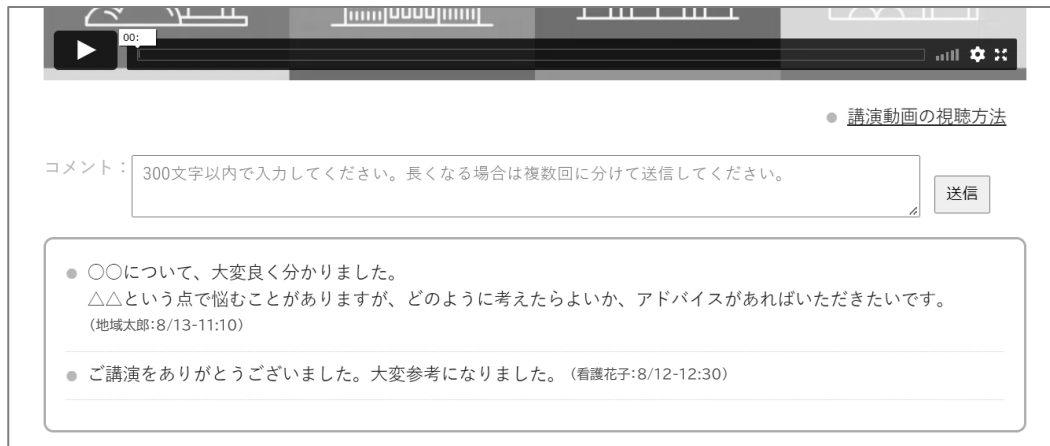 00:
講演動画の視聴方法
コメント：
300文字以内で入力してください。長くなる場合は複数回に分けて送信してください。
送信
○○について、大変良く分かりました。
△△という点で悩むことがありますが、どのように考えたらよいか、アドバイスがあればいただきたいです。
（地域太郎:8/13-11:10）
ご講演をありがとうございました。大変参考になりました。（看護花子:8/12-12:30）